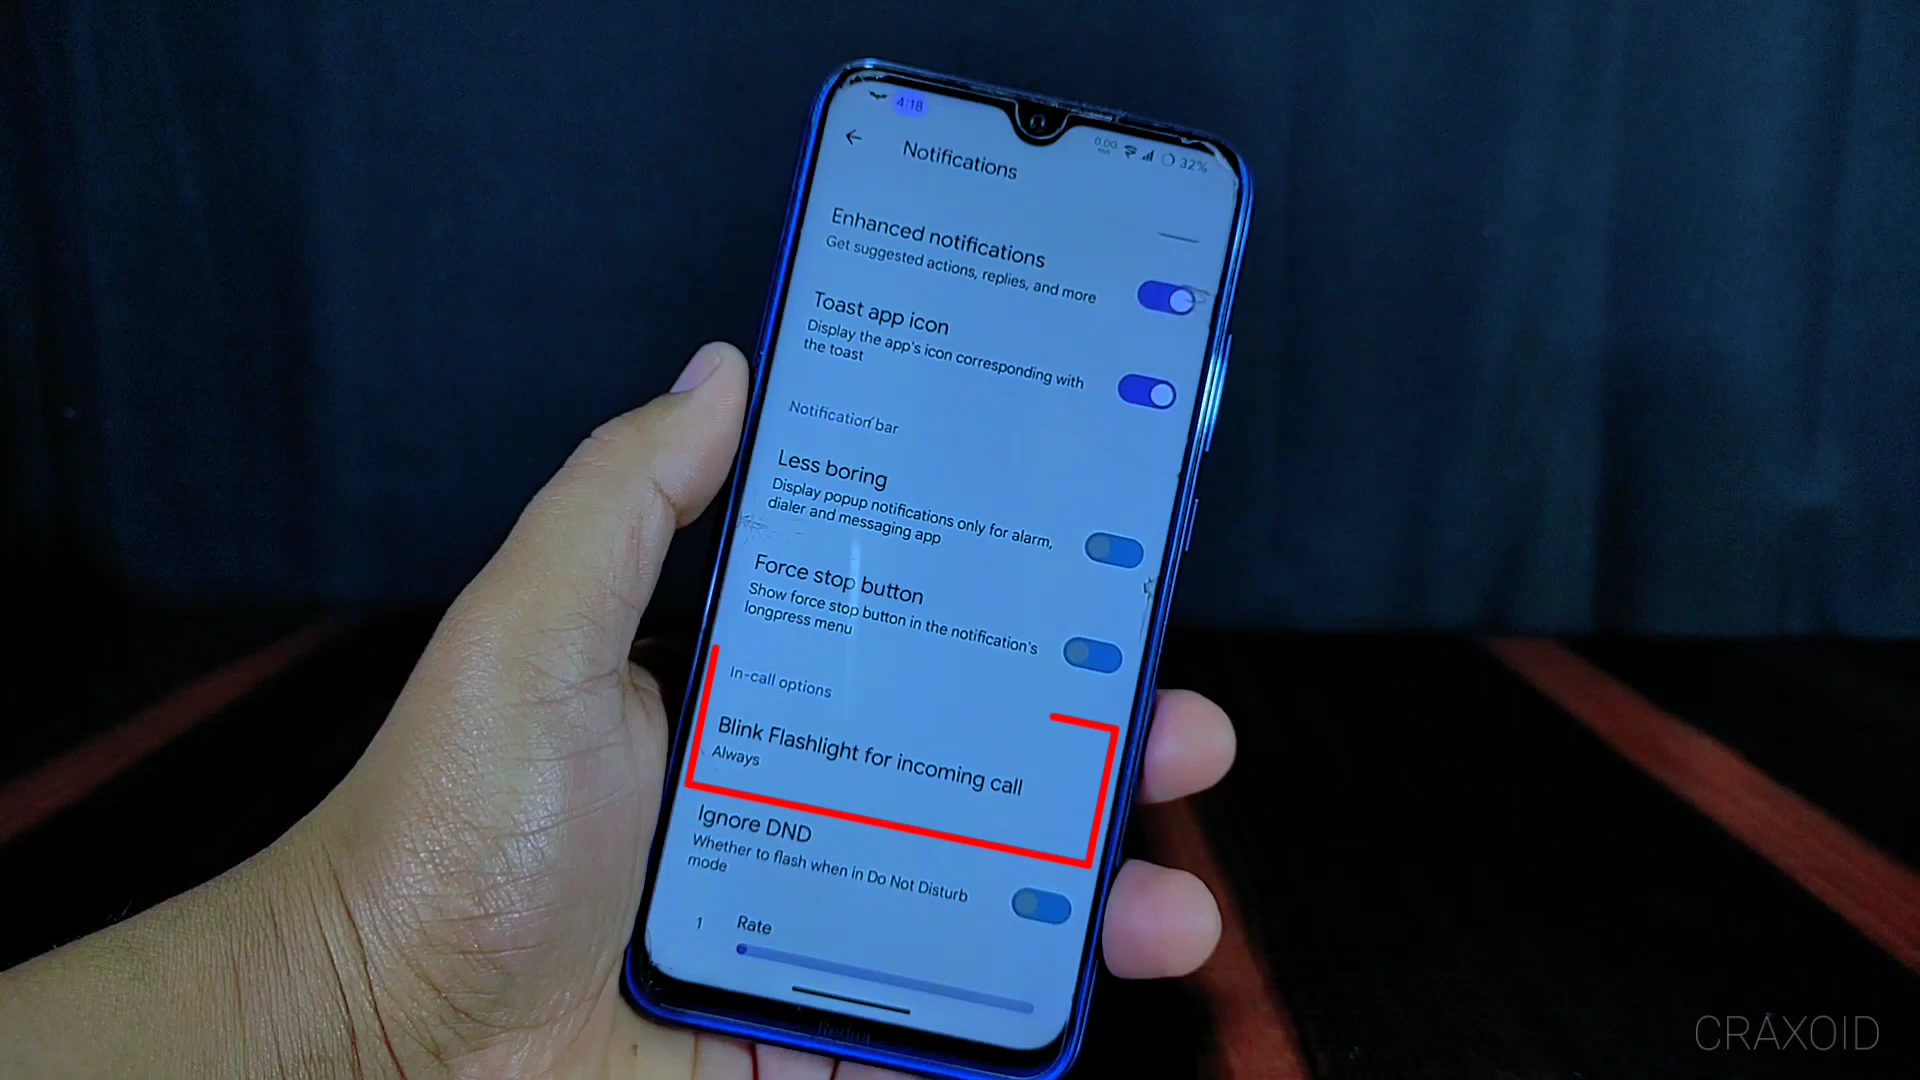 4:18
0.00
32%
Notifications
Enhanced notifications
Get suggested actions, replies, and more
Toast app icon
Display the app's icon corresponding with
the toast
Notification bar
Less boring
Display popup notifications only for alarm,
dialer and messaging app
Force stop button
Show force stop button in the notification's
longpress menu
In-call options
Blink Flashlight for incoming call
Always
Ignore DND
Whether to flash when in Do Not Disturb
mode
1 Rate
Redmi
CRAXOID